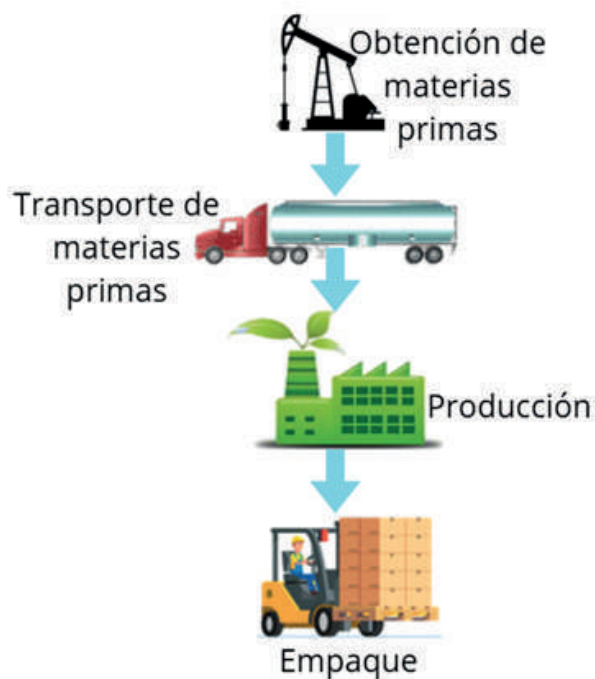 Obtención de
materias
primas
Transporte de
materias
primas
Producción
Empaque